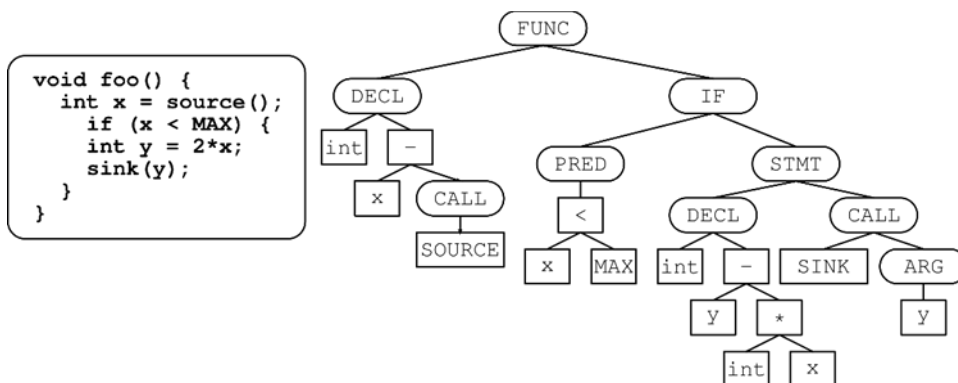 void foo() {
int x = source();
if (x < MAX) {
int y = 2*x;
sink(y);
}
}
FUNC
DECL
IF
int
-
PRED
STMT
x
CALL
<
DECL
CALL
SOURCE
x
MAX
int
-
SINK
ARG
y
*
y
int
x